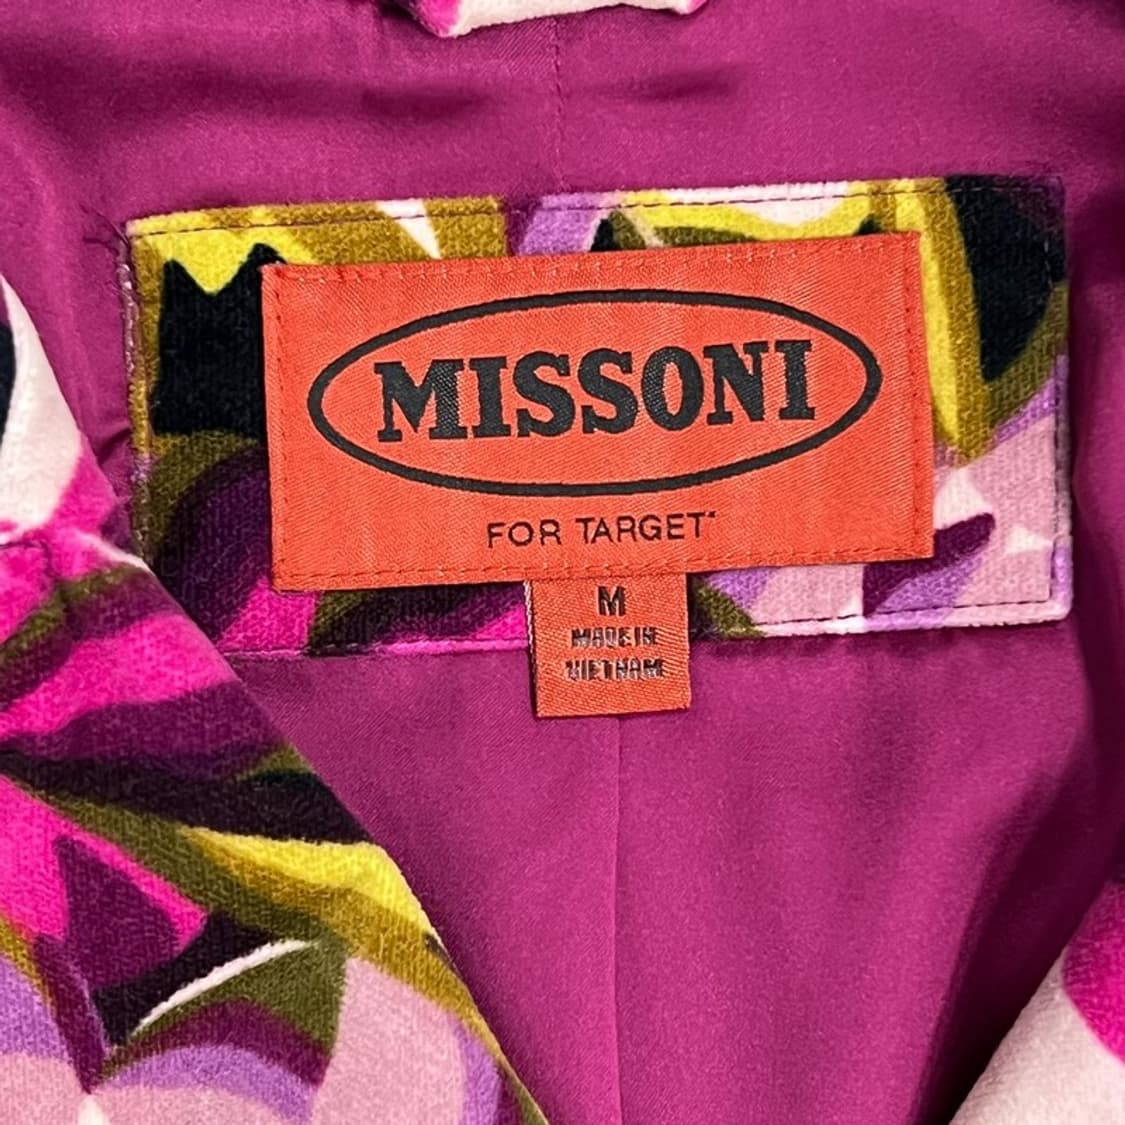 MISSONI
FOR TARGET*
M
MADE IN
VIETNAM